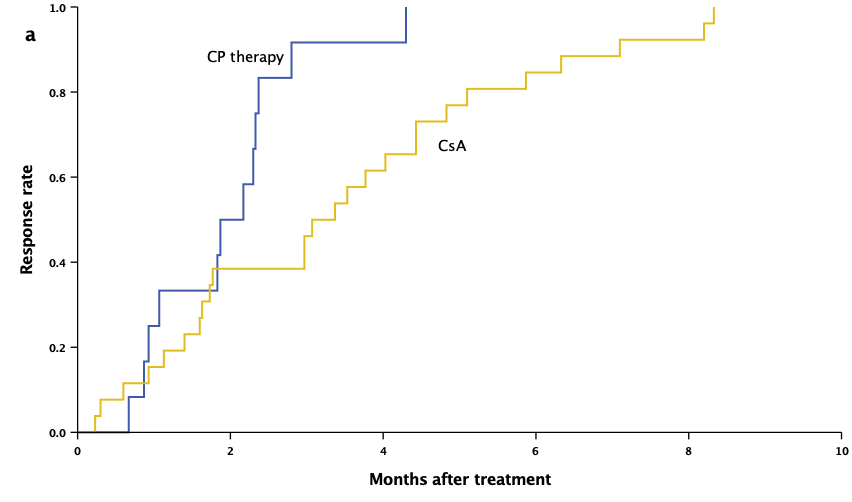 a
1.0
CP therapy
0.8
CsA
0.6
Response rate
0.4
0.2
0.0
0 2 4 6 8 10
Months after treatment